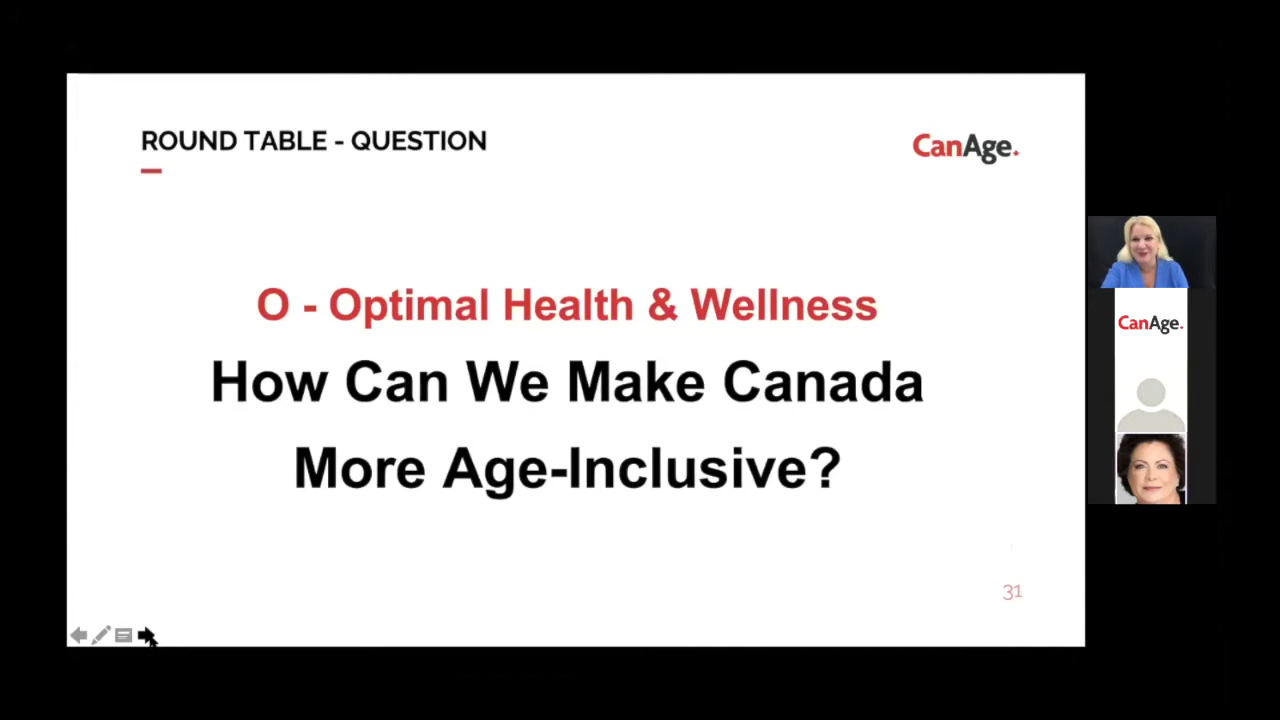 ROUND TABLE - QUESTION
CanAge.
O - Optimal Health & Wellness
How Can We Make Canada
More Age-Inclusive?
31
CanAge.